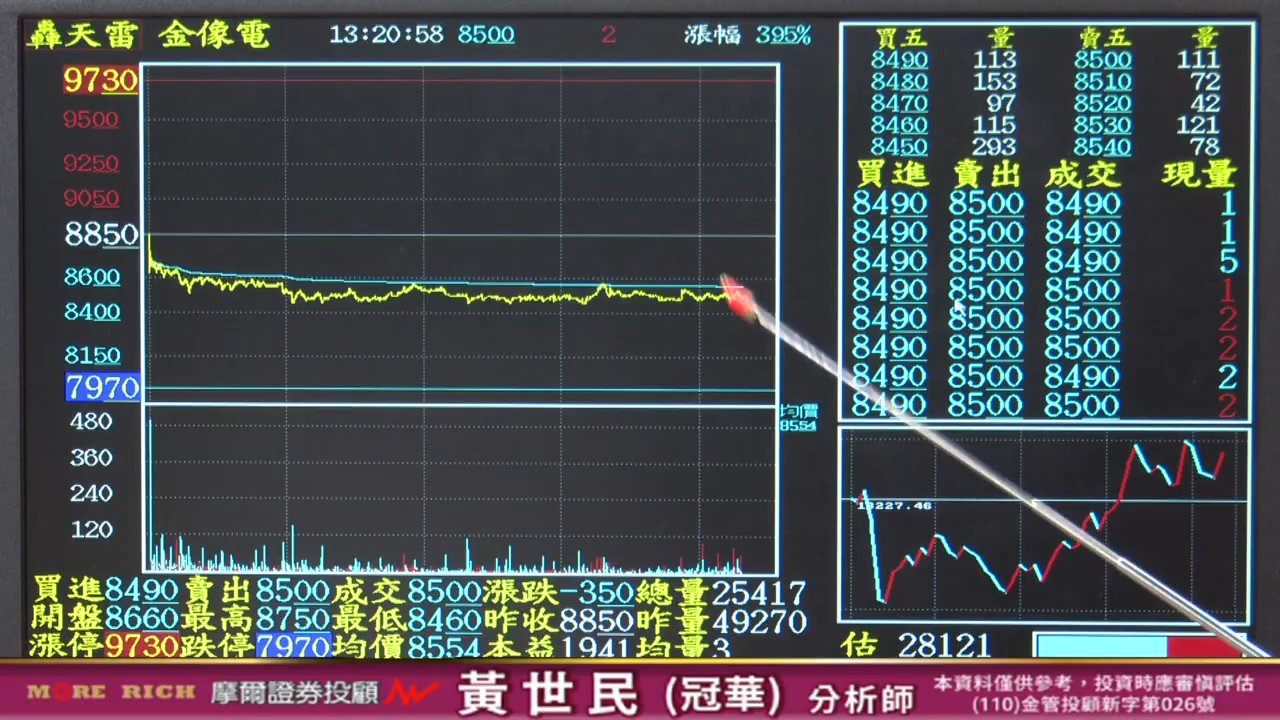 轟天雷 金像電 13:20:58 8500 2 漲幅 395%
9730
9500
9250
9050
8850
8600
8400
8150
7970
480
360
240
120
均價
8554
買五 量 賣五 量
8490 113 8500 111
8480 153 8510 72
8470 97 8520 42
8460 115 8530 121
8450 293 8540 78
買進 賣出 成交 現量
8490 8500 8490 1
8490 8500 8490 1
8490 8500 8490 5
8490 8500 8500 1
8490 8500 8500 2
8490 8500 8500 2
8490 8500 8490 2
8490 8500 8500 2
買進8490賣出8500成交8500漲跌-350總量25417
開盤8660最高8750最低8460昨收8850昨量49270
漲停9730跌停7970均價8554本益1941均量3
估 28121
MORE RICH 摩爾證券投顧 黃世民(冠華)分析師
本資料僅供參考,投資時應審慎評估
(110)金管投顧新字第026號